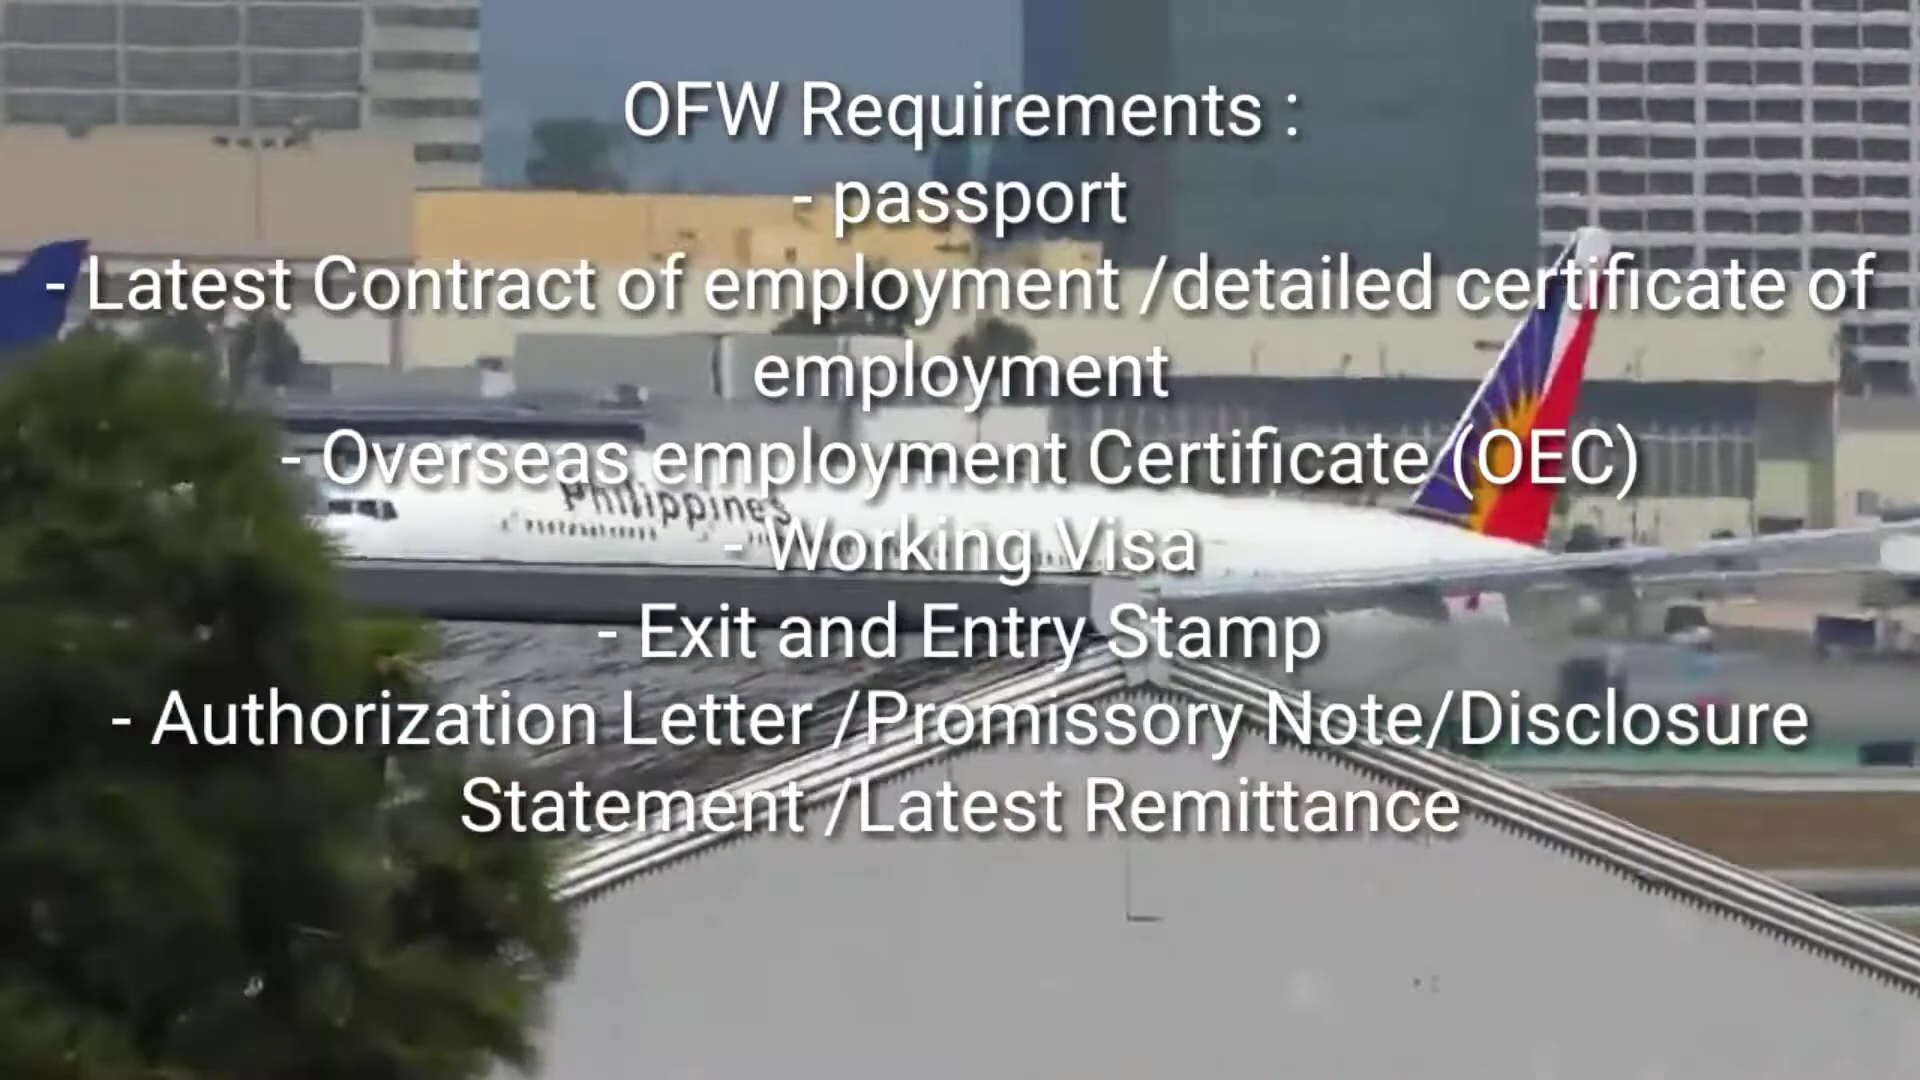 OFW Requirements :
- passport
- Latest Contract of employment /detailed certificate of
employment
- Overseas employment Certificate (OEC)
Philippines
- Working Visa
- Exit and Entry Stamp
- Authorization Letter /Promissory Note/Disclosure
Statement /Latest Remittance